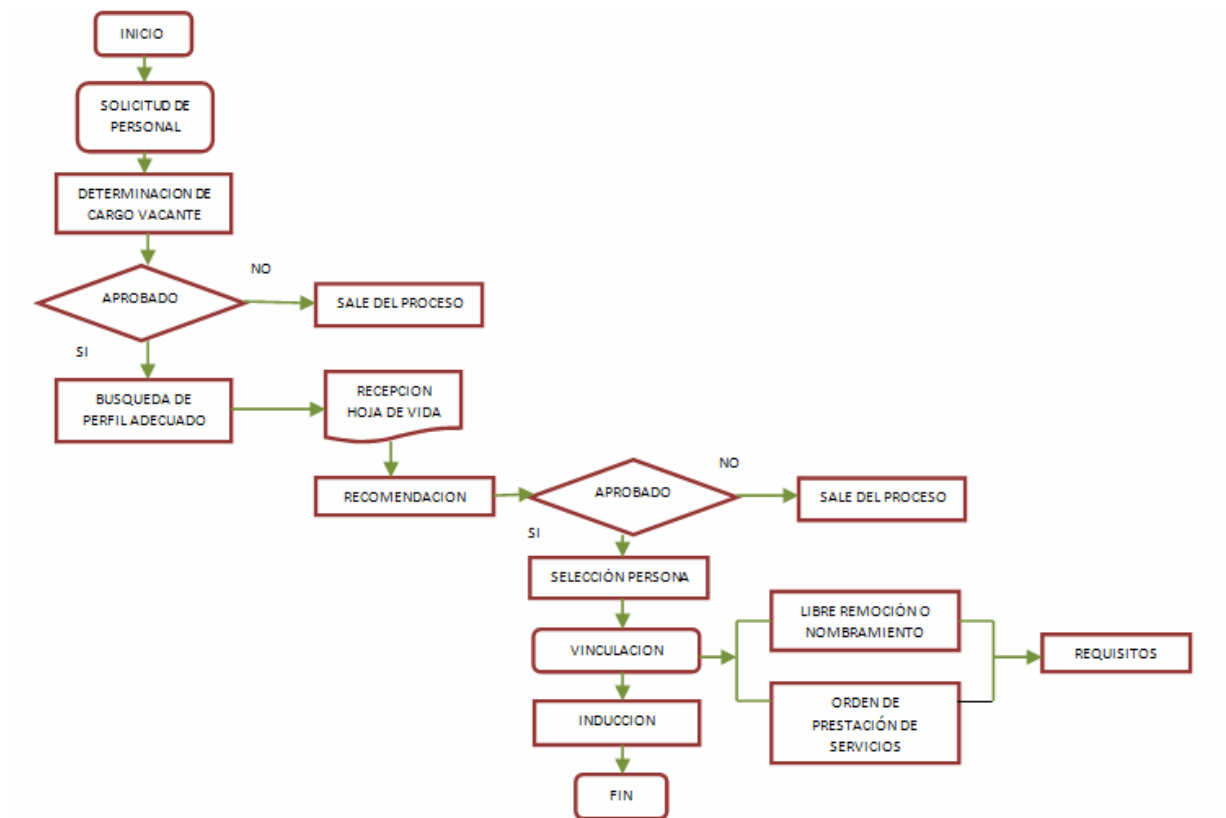 INICIO
SOLICITUD DE
PERSONAL
DETERMINACION DE
CARGO VACANTE
APROBADO
NO
SALE DEL PROCESO
SI
BUSQUEDA DE
PERFIL ADECUADO
RECEPCION
HOJA DE VIDA
RECOMENDACION
APROBADO
NO
SALE DEL PROCESO
SI
SELECCIÓN PERSONA
VINCULACION
LIBRE REMOCIÓN O
NOMBRAMIENTO
ORDEN DE
PRESTACIÓN DE
SERVICIOS
REQUISITOS
INDUCCION
FIN